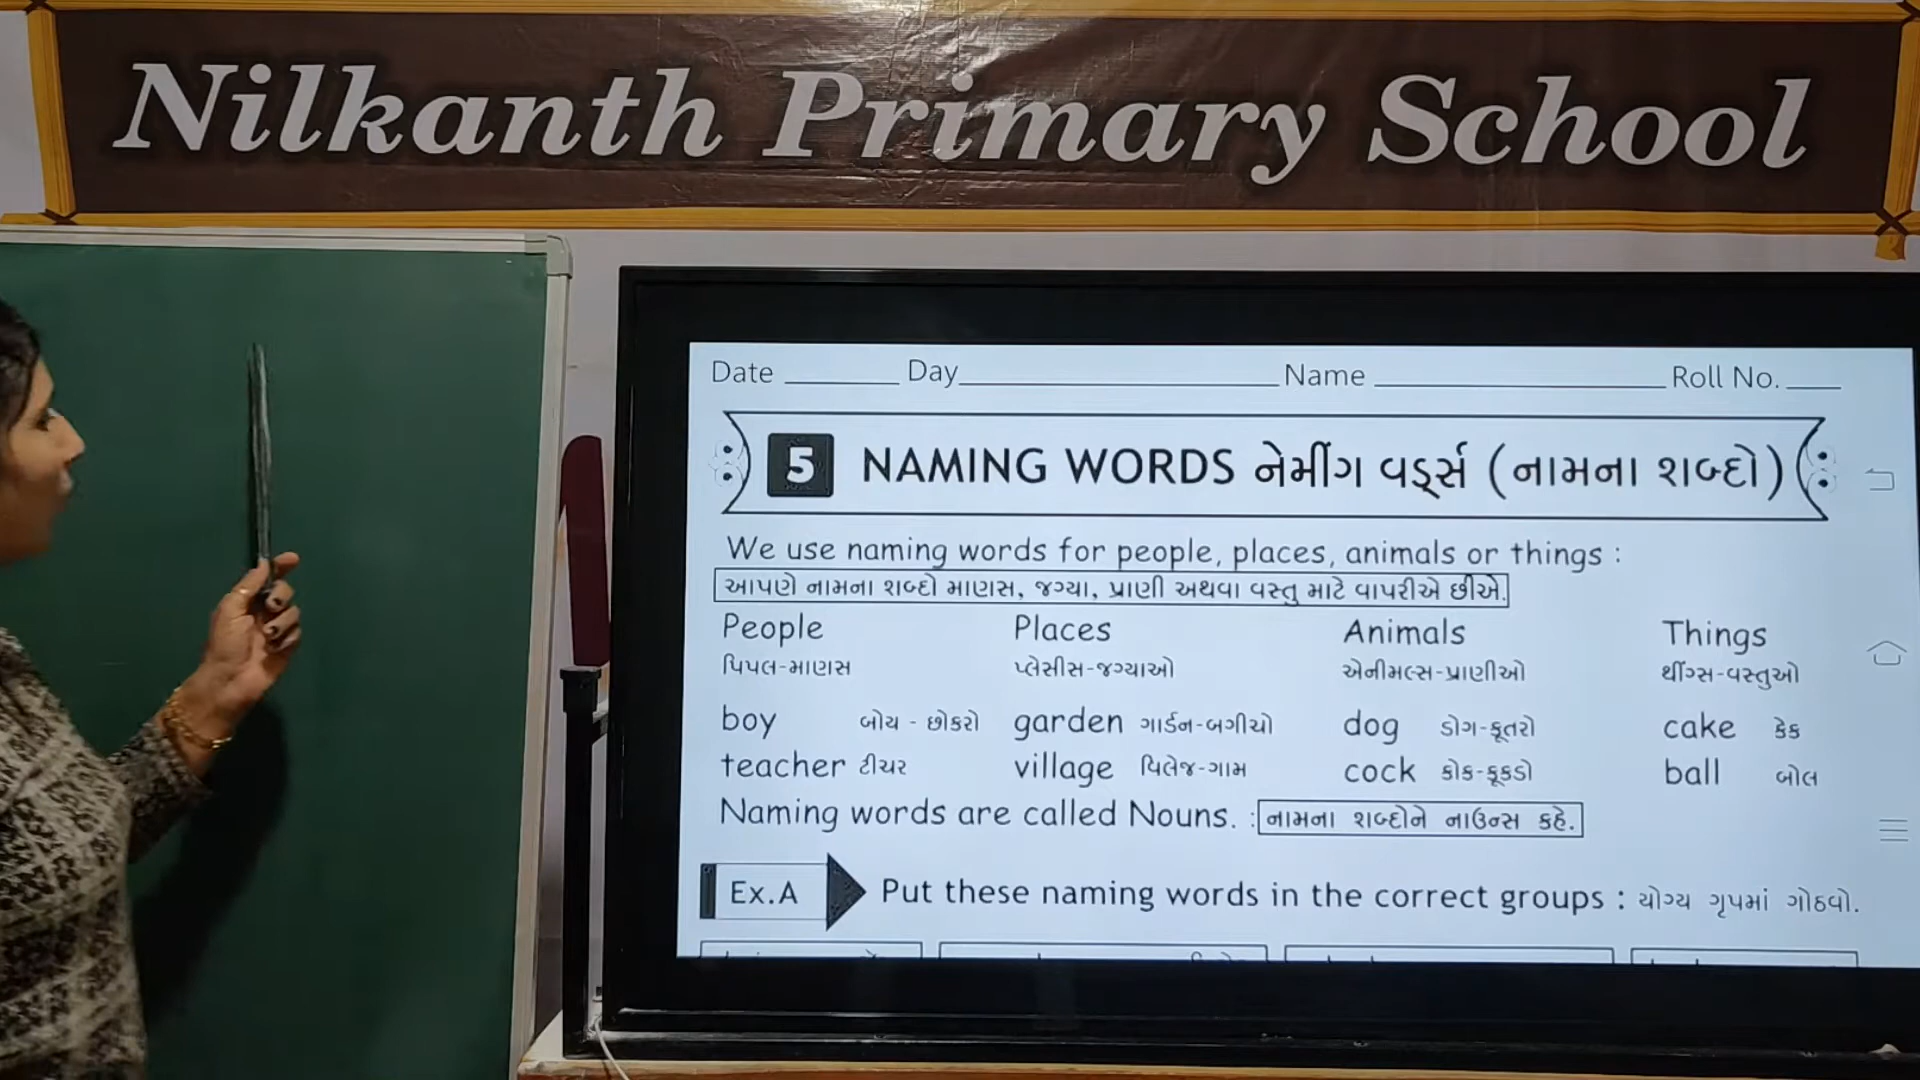 Nilkanth Primary School
Date ________ Day ________ Name ________ Roll No. ____
5 NAMING WORDS નેમીંગ વર્ડ્સ (નામના શબ્દો)
We use naming words for people, places, animals or things :
આપણે નામના શબ્દો માણસ, જગ્યા, પ્રાણી અથવા વસ્તુ માટે વાપરીએ છીએ.
People Places Animals Things
પિપલ-માણસ પ્લેસીસ-જગ્યાઓ એનીમલ્સ-પ્રાણીઓ થીંગ્સ-વસ્તુઓ
boy બોય - છોકરો garden ગાર્ડન-બગીચો dog ડોગ-કૂતરો cake કેક
teacher ટીચર village વિલેજ-ગામ cock કોક-કૂકડો ball બોલ
Naming words are called Nouns. : નામના શબ્દોને નાઉન્સ કહે.
Ex.A Put these naming words in the correct groups : યોગ્ય ગૃપમાં ગોઠવો.